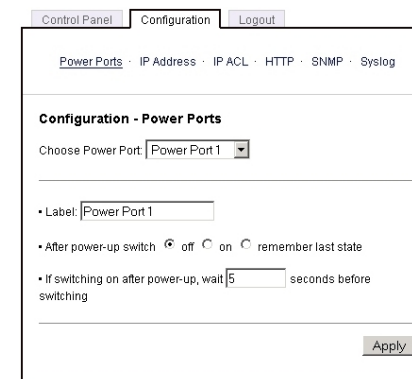 Control Panel Configuration Logout
Power Ports · IP Address · IP ACL · HTTP · SNMP · Syslog
Configuration - Power Ports
Choose Power Port: Power Port 1
▪ Label: Power Port 1
▪ After power-up switch off on remember last state
▪ If switching on after power-up, wait 5 seconds before
switching
Apply